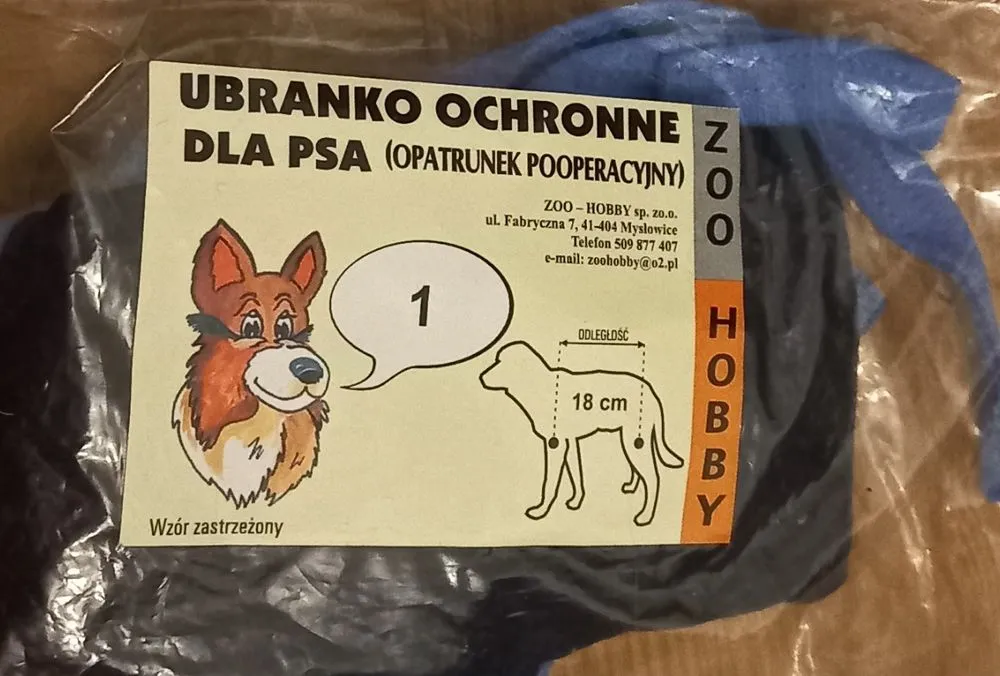 UBRANKO OCHRONNE
DLA PSA (OPATRUNEK POOPERACYJNY)
ZOO – HOBBY sp. zo.o.
ul. Fabryczna 7, 41-404 Mysłowice
Telefon 509 877 407
e-mail: zoohobby@o2.pl
1
ODLEGŁOŚĆ
18 cm
Wzór zastrzeżony
ZOO
HOBBY